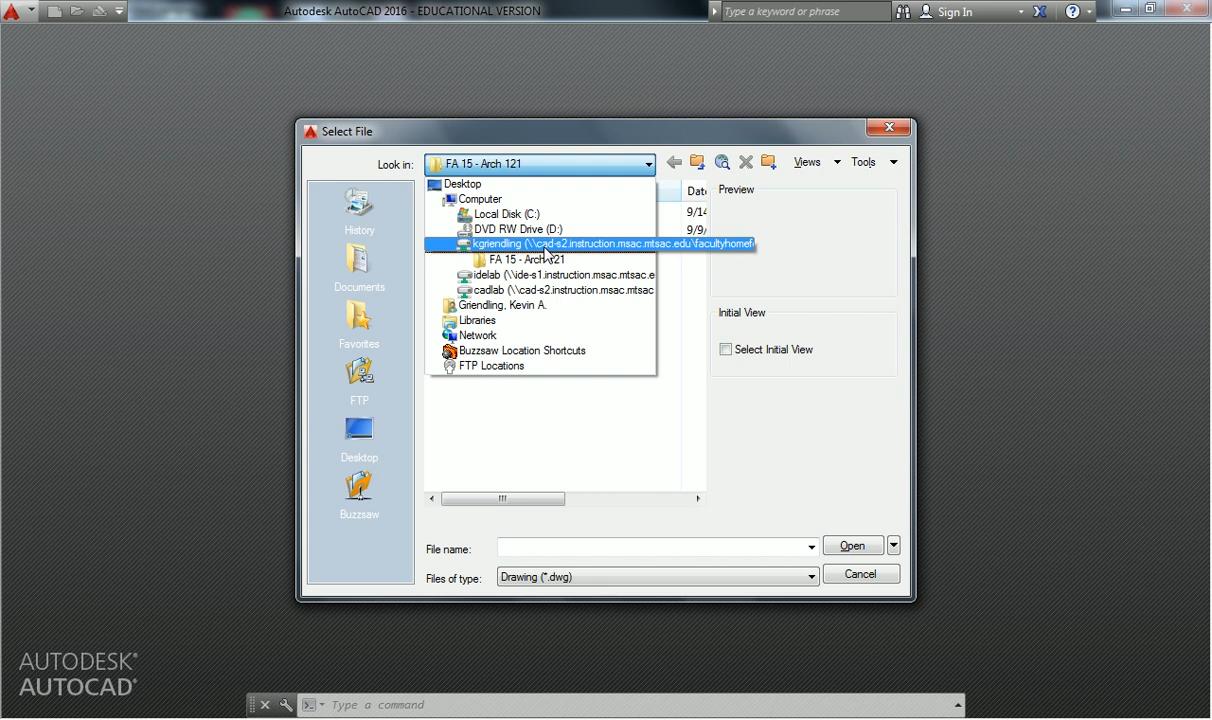 Autodesk AutoCAD 2016 - EDUCATIONAL VERSION
Type a keyword or phrase
Sign In
Select File
Look in:
FA 15 - Arch 121
Views
Tools
Desktop
Computer
Local Disk (C:)
DVD RW Drive (D:)
kgriendling (\\cad-s2.instruction.msac.mtsac.edu\facultyhomef
FA 15 - Arch 121
idelab (\\ide-s1.instruction.msac.mtsac.e
cadlab (\\cad-s2.instruction.msac.mtsac
Griendling, Kevin A.
Libraries
Network
Buzzsaw Location Shortcuts
FTP Locations
Date
9/14
9/9/
Preview
Initial View
Select Initial View
History
Documents
Favorites
FTP
Desktop
Buzzsaw
File name:
Open
Files of type:
Drawing (*.dwg)
Cancel
AUTODESK®
AUTOCAD®
Type a command